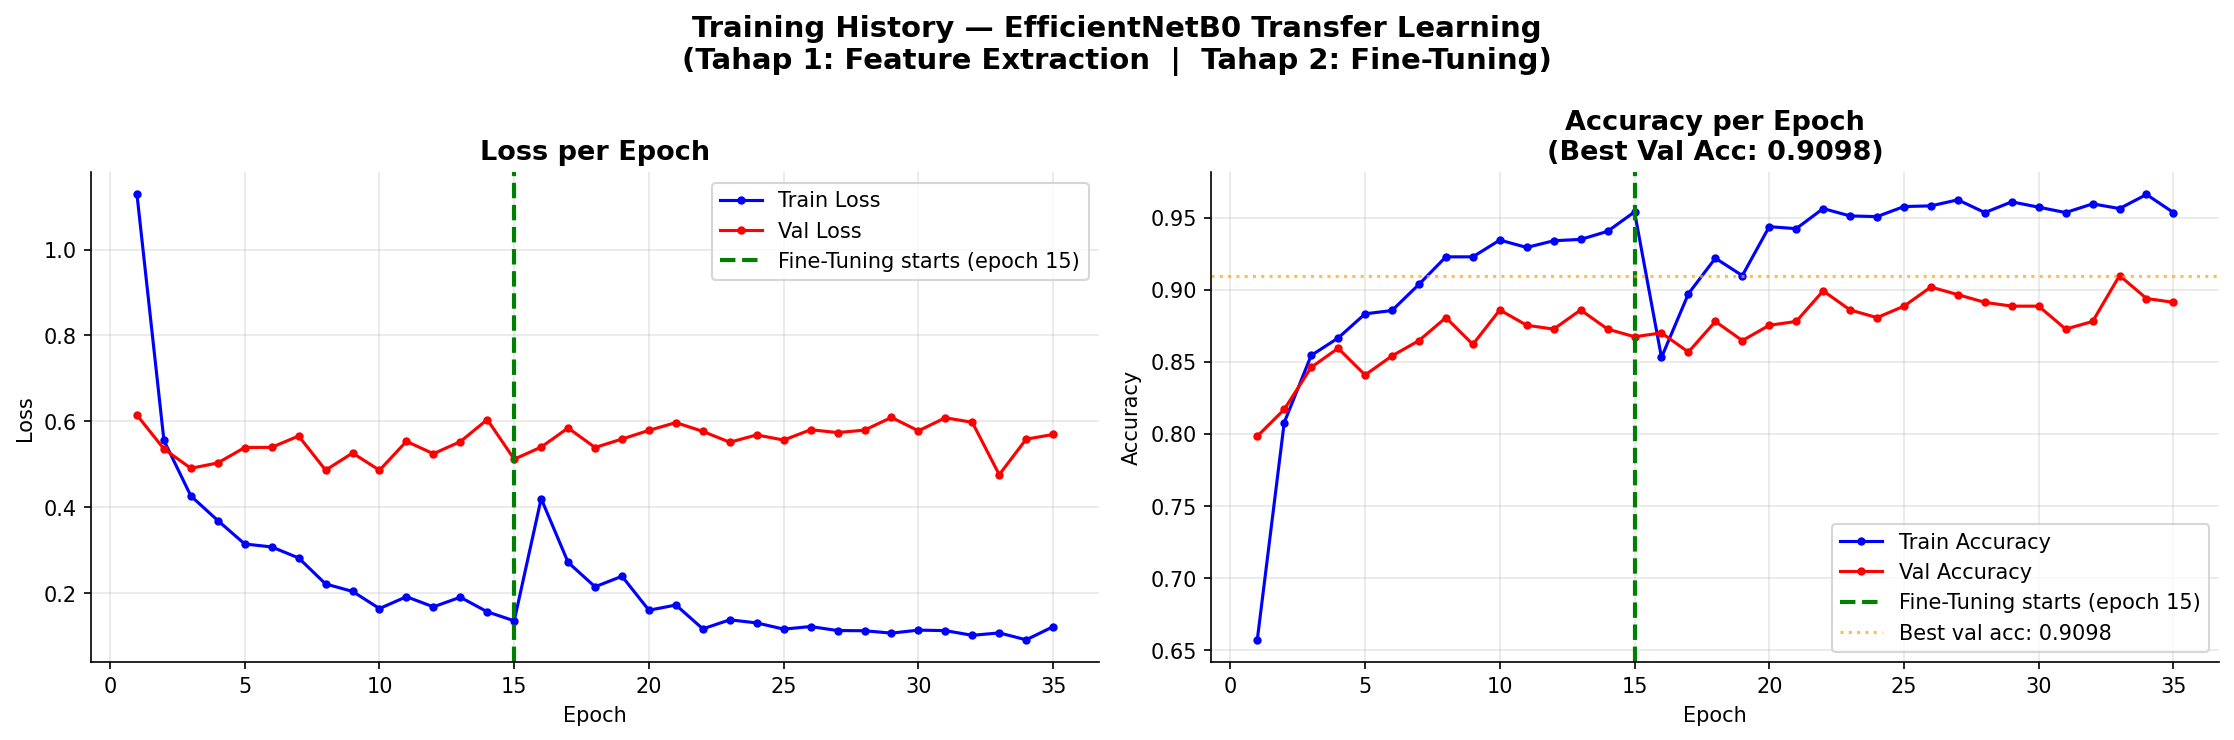 Training History — EfficientNetB0 Transfer Learning
(Tahap 1: Feature Extraction | Tahap 2: Fine-Tuning)
Loss per Epoch
Train Loss
Val Loss
Fine-Tuning starts (epoch 15)
1.0
0.8
0.6
0.4
0.2
Loss
0 5 10 15 20 25 30 35
Epoch
Accuracy per Epoch
(Best Val Acc: 0.9098)
0.95
0.90
0.85
0.80
0.75
0.70
0.65
Accuracy
Train Accuracy
Val Accuracy
Fine-Tuning starts (epoch 15)
Best val acc: 0.9098
0 5 10 15 20 25 30 35
Epoch